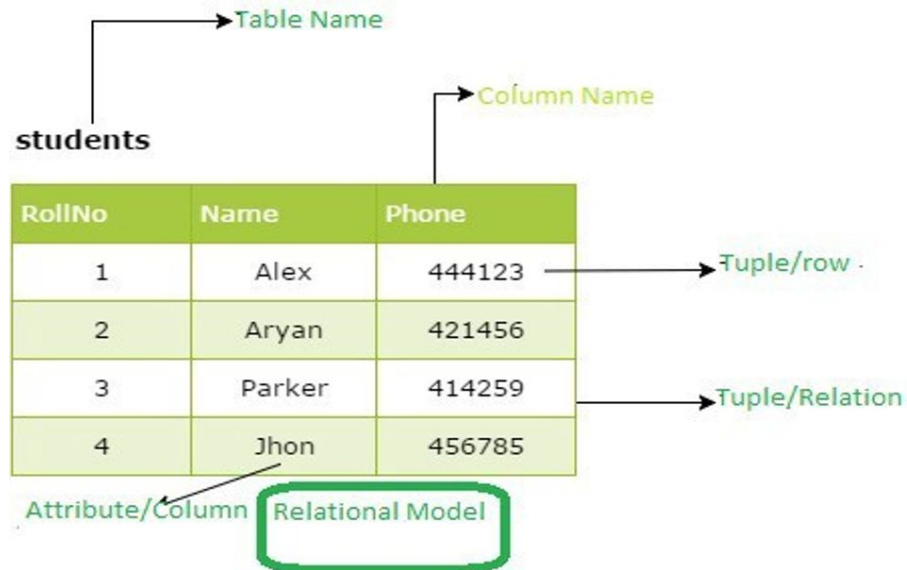 Table Name
Column Name
students
RollNo Name Phone
1 Alex 444123
Tuple/row
2 Aryan 421456
3 Parker 414259
Tuple/Relation
4 Jhon 456785
Attribute/Column
Relational Model